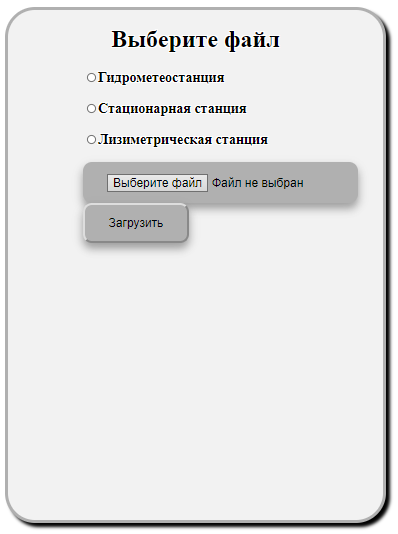 Выберите файл
Гидрометеостанция
Стационарная станция
Лизиметрическая станция
Выберите файл Файл не выбран
Загрузить